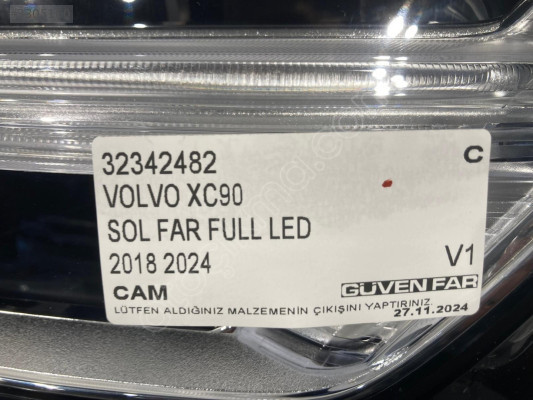 32342482 C
VOLVO XC90
SOL FAR FULL LED
2018 2024 V1
CAM GÜVEN FAR
LÜTFEN ALDIĞINIZ MALZEMENİN ÇIKIŞINI YAPTIRINIZ.
27.11.2024